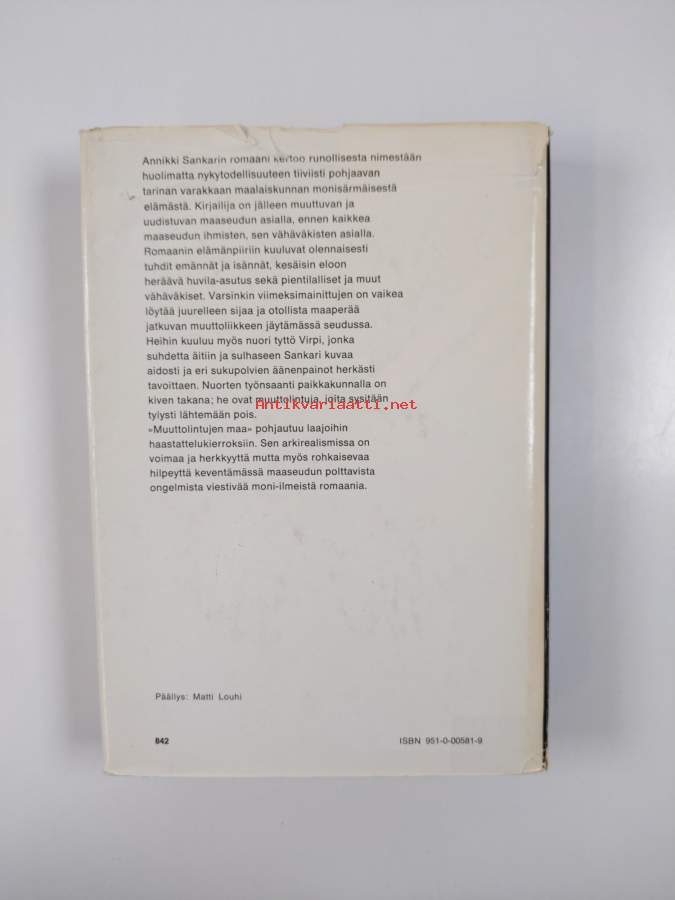 Annikki Sankarin romaani kertoo runollisesta nimestään
huolimatta nykytodellisuuteen tiiviisti pohjaavan
tarinan varakkaan maalaiskunnan monisärmäisestä
elämästä. Kirjailija on jälleen muuttuvan ja
uudistuvan maaseudun asialla, ennen kaikkea
maaseudun ihmisten, sen vähäväkisten asialla.
Romaanin elämänpiiriin kuuluvat olennaisesti
tuhdit emännät ja isännät, kesäisin eloon
heräävä huvila-asutus sekä pientilalliset ja muut
vähäväkiset. Varsinkin viimeksimainittujen on vaikea
löytää juurelleen sijaa ja otollista maaperää
jatkuvan muuttoliikkeen jäytämässä seudussa.
Heihin kuuluu myös nuori tyttö Virpi, jonka
suhdetta äitiin ja sulhaseen Sankari kuvaa
aidosti ja eri sukupolvien äänenpainot herkästi
tavoittaen. Nuorten työnsaanti paikkakunnalla on
kiven takana; he ovat muuttolintuja, joita sysitään
Antikvariaatti.net
tylysti lähtemään pois.
»Muuttolintujen maa» pohjautuu laajoihin
haastattelukierroksiin. Sen arkirealismissa on
voimaa ja herkkyyttä mutta myös rohkaisevaa
hilpeyttä keventämässä maaseudun polttavista
ongelmista viestivää moni-ilmeistä romaania.
Päällys: Matti Louhi
842
ISBN 951-0-00581-9